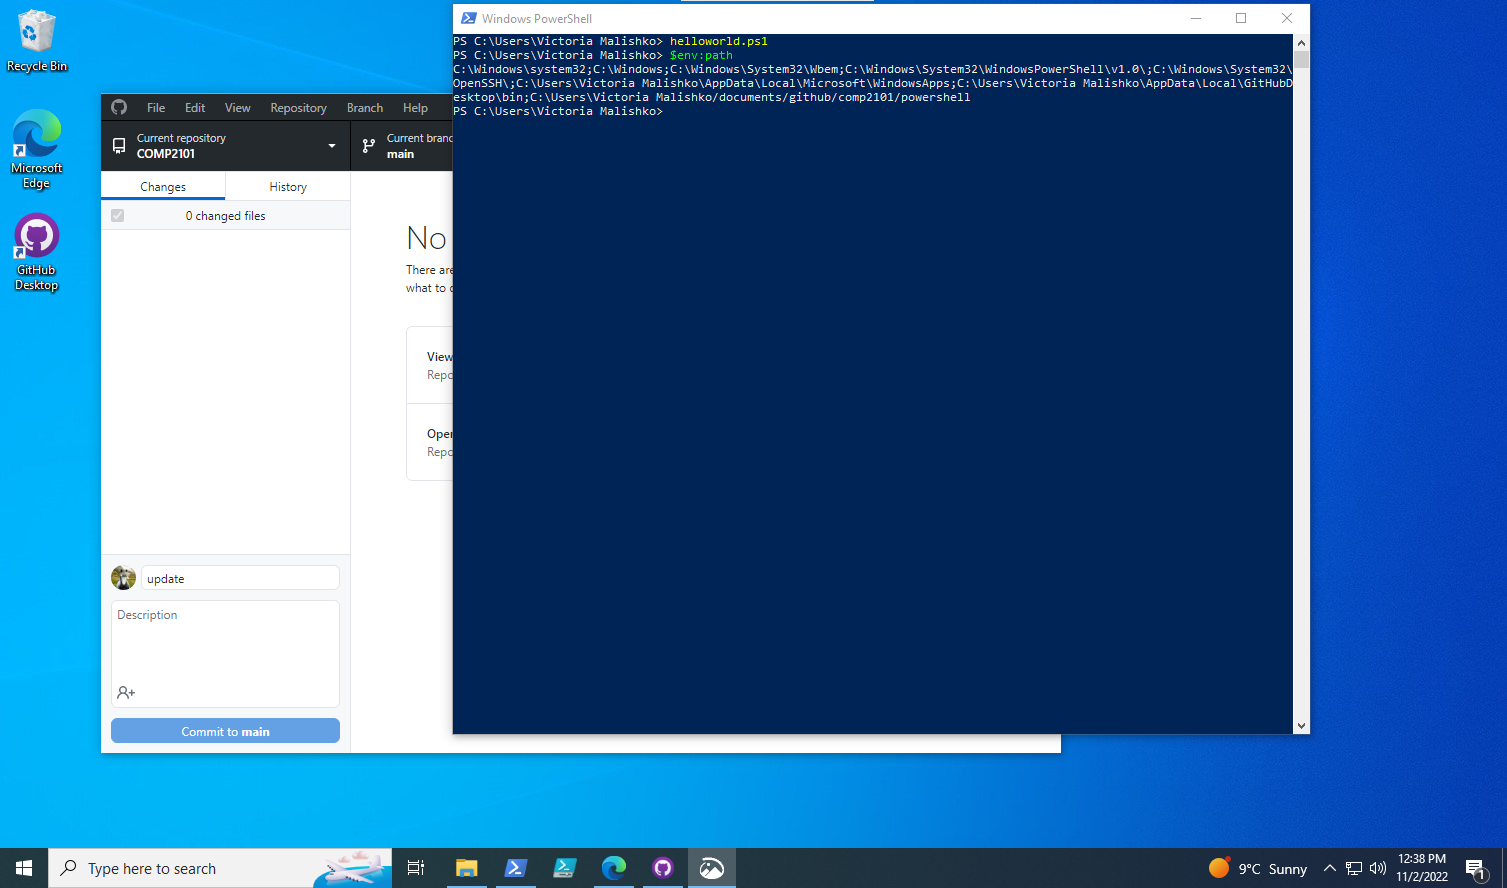 Recycle Bin
Microsoft
Edge
GitHub
Desktop
File Edit View Repository Branch Help
Current repository
COMP2101
Current branc
main
Changes History
0 changed files
No
There are
what to
View
Repo
Open
Repo
update
Description
Commit to main
Windows PowerShell
PS C:\Users\Victoria Malishko> helloworld.ps1
PS C:\Users\Victoria Malishko> $env:path
C:\Windows\system32;C:\Windows;C:\Windows\System32\Wbem;C:\Windows\System32\WindowsPowerShell\v1.0\;C:\Windows\System32\
OpenSSH\;C:\Users\Victoria Malishko\AppData\Local\Microsoft\WindowsApps;C:\Users\Victoria Malishko\AppData\Local\GitHubD
esktop\bin;C:\Users\Victoria Malishko/documents/github/comp2101/powershell
PS C:\Users\Victoria Malishko>
Type here to search
9°C Sunny
12:38 PM
11/2/2022
1